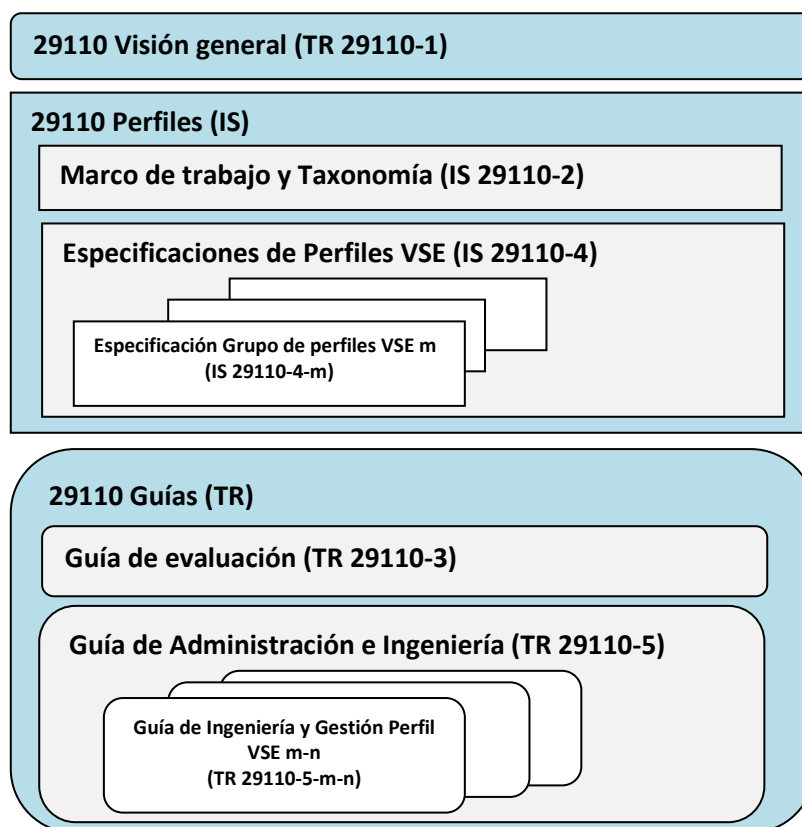 29110 Visión general (TR 29110-1)
29110 Perfiles (IS)
Marco de trabajo y Taxonomía (IS 29110-2)
Especificaciones de Perfiles VSE (IS 29110-4)
Especificación Grupo de perfiles VSE m
(IS 29110-4-m)
29110 Guías (TR)
Guía de evaluación (TR 29110-3)
Guía de Administración e Ingeniería (TR 29110-5)
Guía de Ingeniería y Gestión Perfil
VSE m-n
(TR 29110-5-m-n)